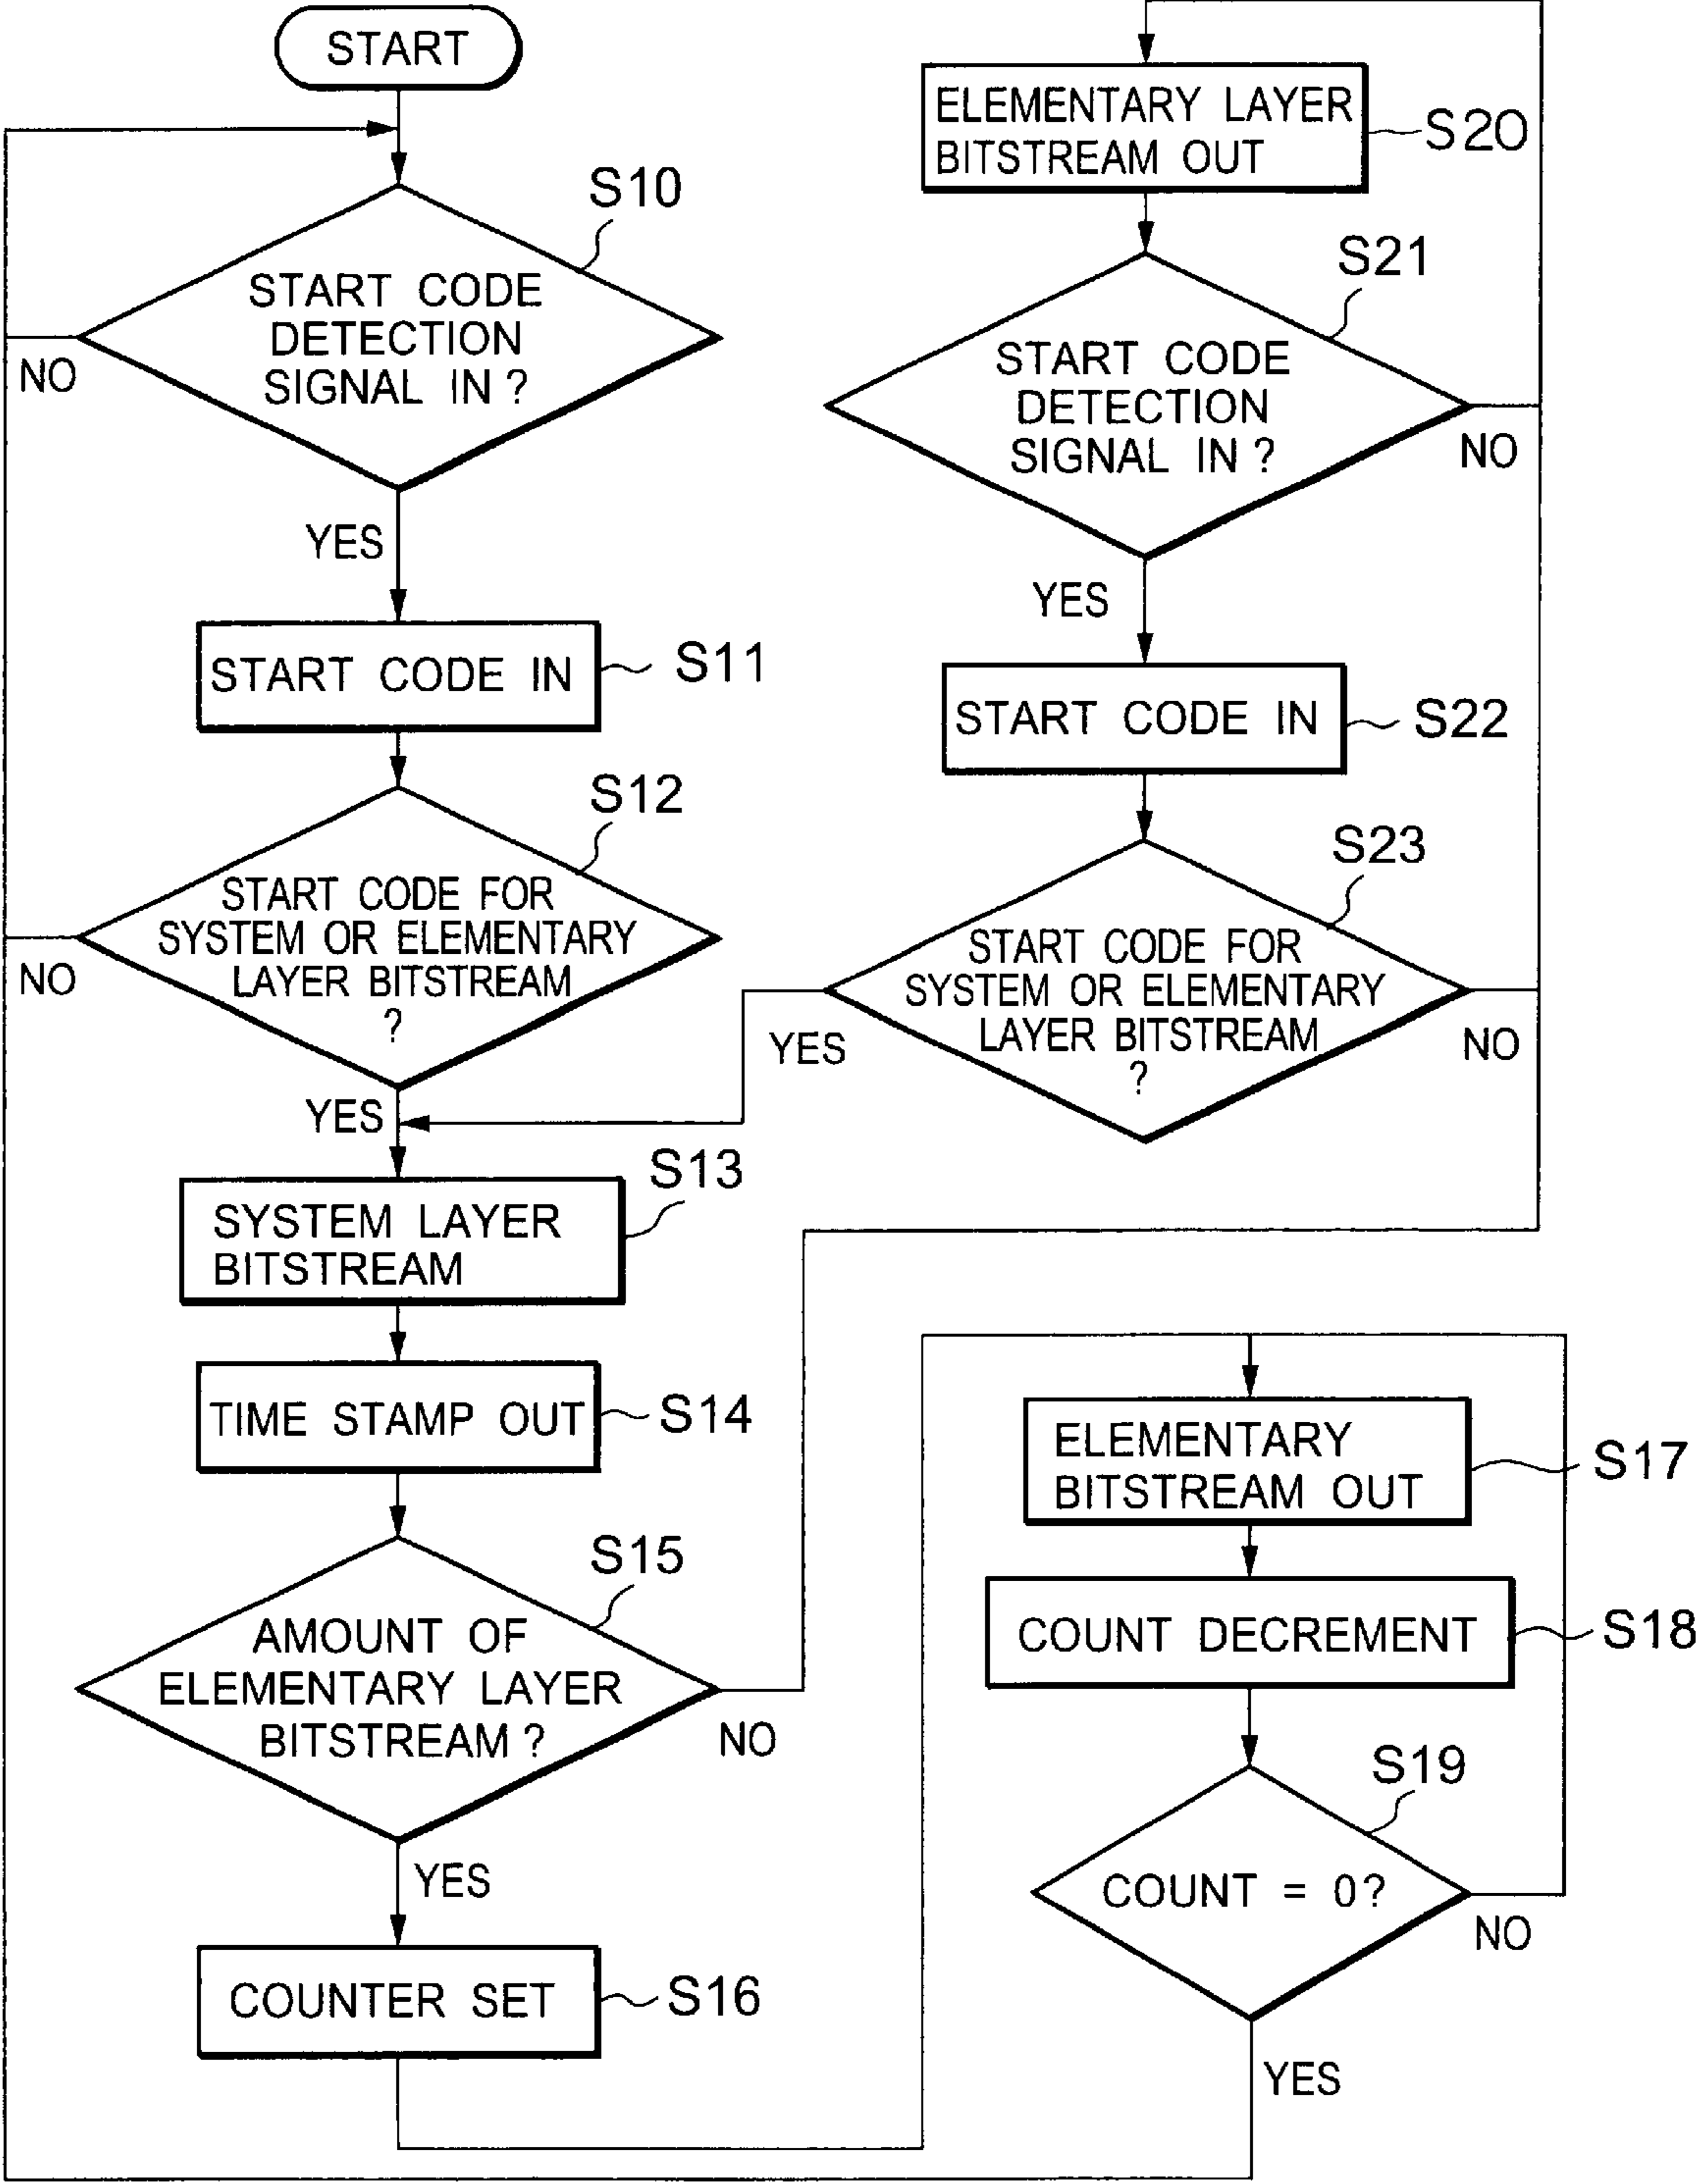 START
S10
START CODE
DETECTION
SIGNAL IN ?
NO
YES
START CODE IN
S11
S12
START CODE FOR
SYSTEM OR ELEMENTARY
LAYER BITSTREAM
?
NO
YES
S13
SYSTEM LAYER
BITSTREAM
TIME STAMP OUT
S14
S15
AMOUNT OF
ELEMENTARY LAYER
BITSTREAM ?
NO
YES
COUNTER SET
S16
ELEMENTARY LAYER
BITSTREAM OUT
S20
S21
START CODE
DETECTION
SIGNAL IN ?
NO
YES
START CODE IN
S22
S23
START CODE FOR
SYSTEM OR ELEMENTARY
LAYER BITSTREAM
?
YES
NO
ELEMENTARY
BITSTREAM OUT
S17
COUNT DECREMENT
S18
S19
COUNT = 0?
NO
YES